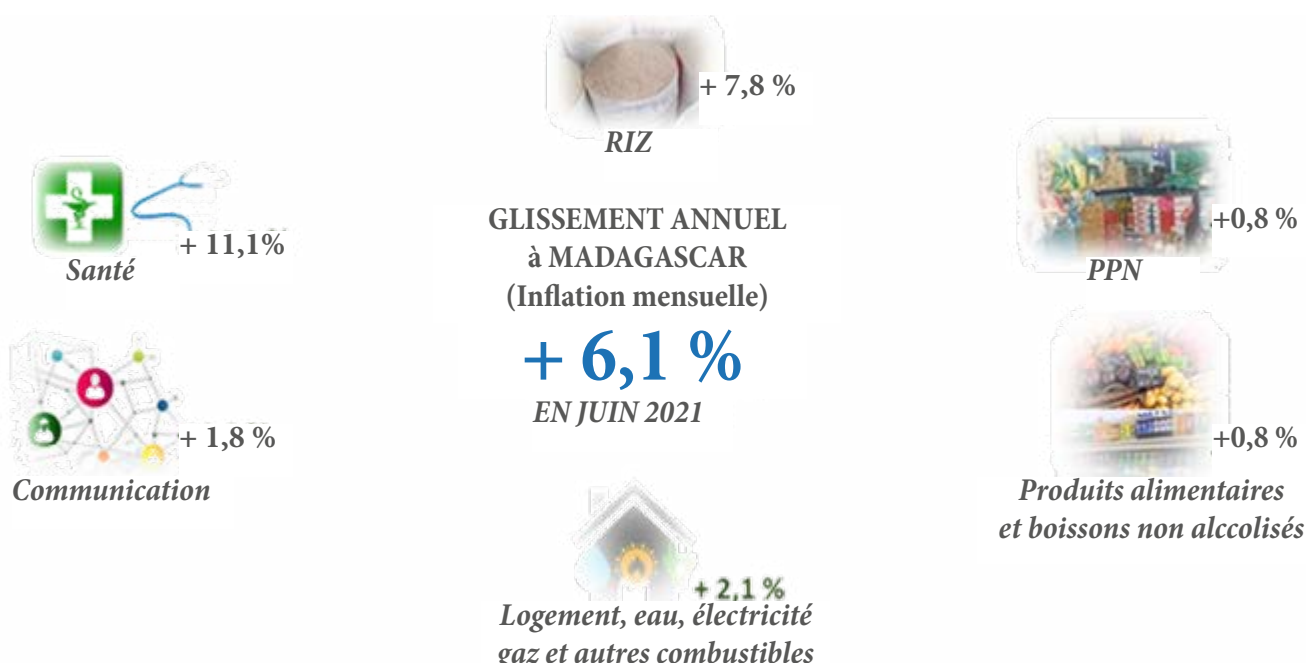 + 7,8 %
RIZ
+ 11,1%
Santé
GLISSEMENT ANNUEL
à MADAGASCAR
(Inflation mensuelle)
+ 6,1 %
EN JUIN 2021
+0,8 %
PPN
+ 1,8 %
Communication
+0,8 %
Produits alimentaires
et boissons non alccolisés
+ 2,1 %
Logement, eau, électricité
gaz et autres combustibles